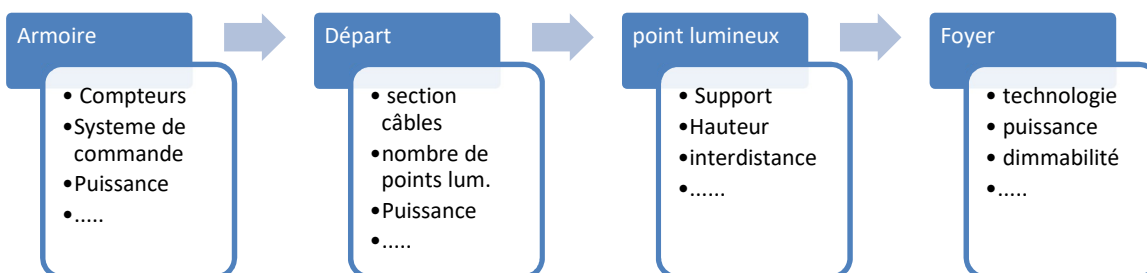 Armoire
• Compteurs
•Systeme de
commande
•Puissance
•.....
Départ
• section
câbles
•nombre de
points lum.
•Puissance
•.....
point lumineux
• Support
•Hauteur
•interdistance
•......
Foyer
• technologie
• puissance
• dimmabilité
•.....